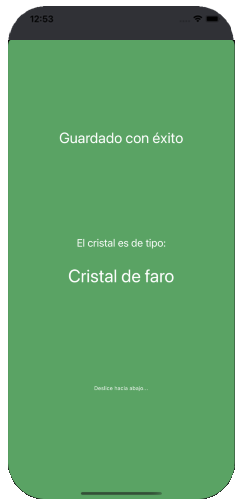 12:53
Guardado con éxito
El cristal es de tipo:
Cristal de faro
Deslice hacia abajo...